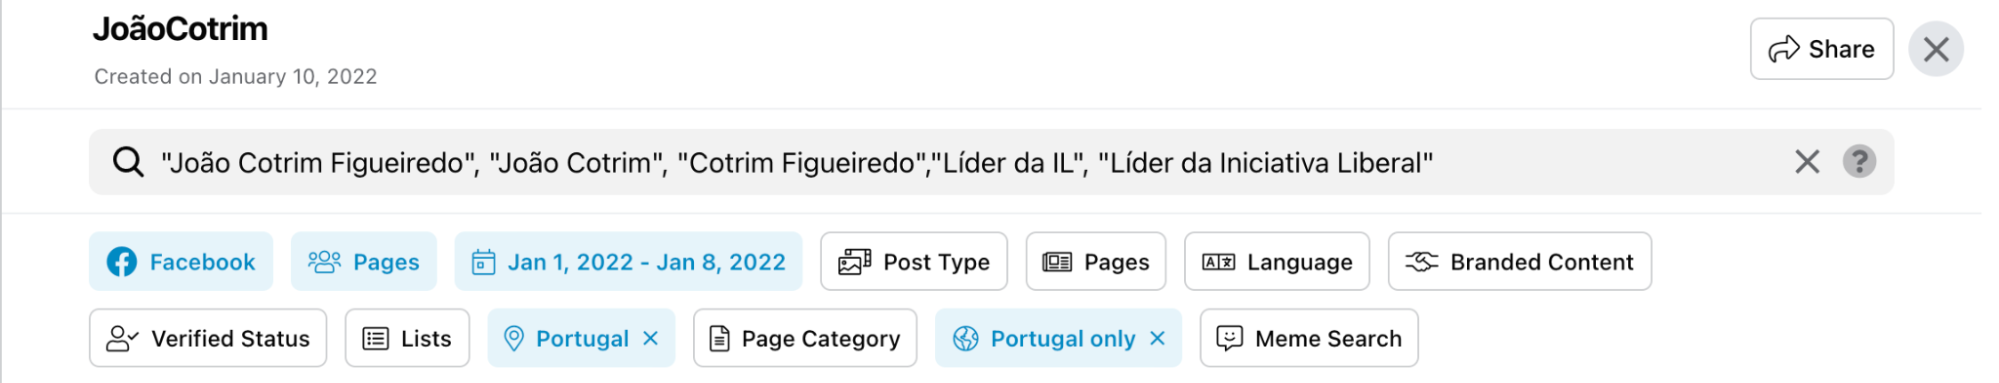 JoãoCotrim
Share
Created on January 10, 2022
"João Cotrim Figueiredo", "João Cotrim", "Cotrim Figueiredo","Líder da IL", "Líder da Iniciativa Liberal"
Facebook Pages Jan 1, 2022 - Jan 8, 2022 Post Type Pages Language Branded Content
Verified Status Lists Portugal Page Category Portugal only Meme Search